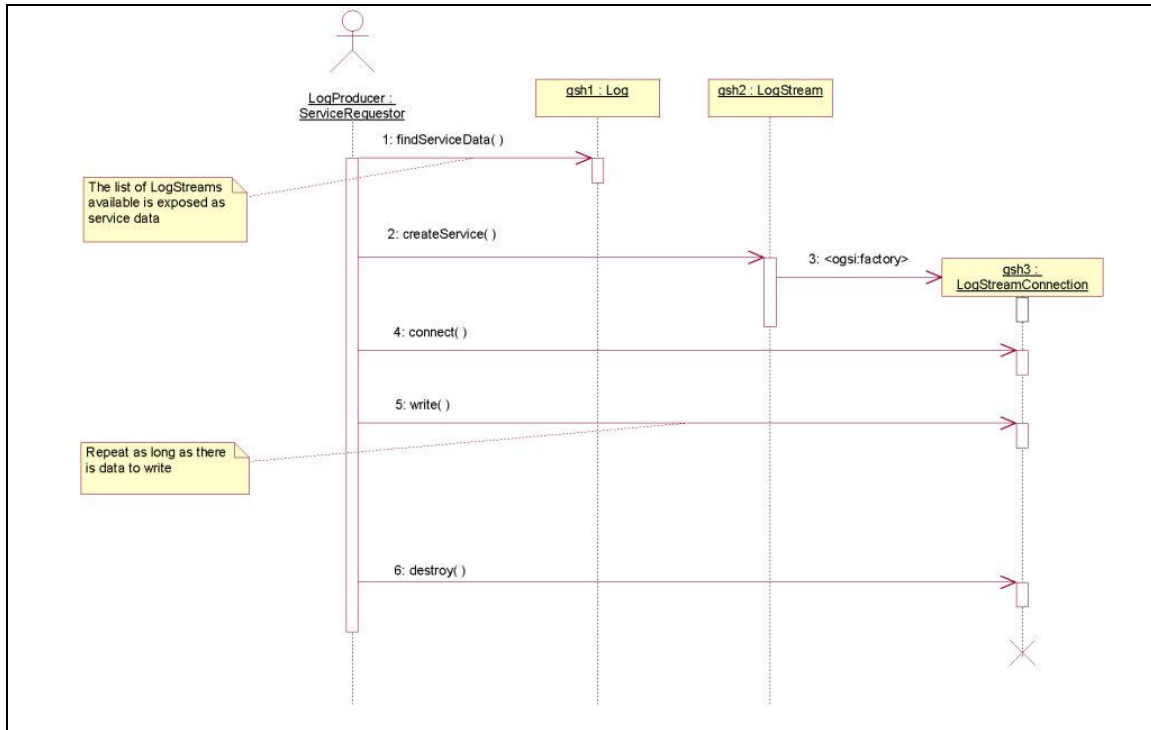 LogProducer :
ServiceRequestor
gsh1 : Log
gsh2 : LogStream
1: findServiceData( )
The list of LogStreams
available is exposed as
service data
2: createService( )
3: <ogsi:factory>
gsh3 :
LogStreamConnection
4: connect( )
5: write( )
Repeat as long as there
is data to write
6: destroy( )